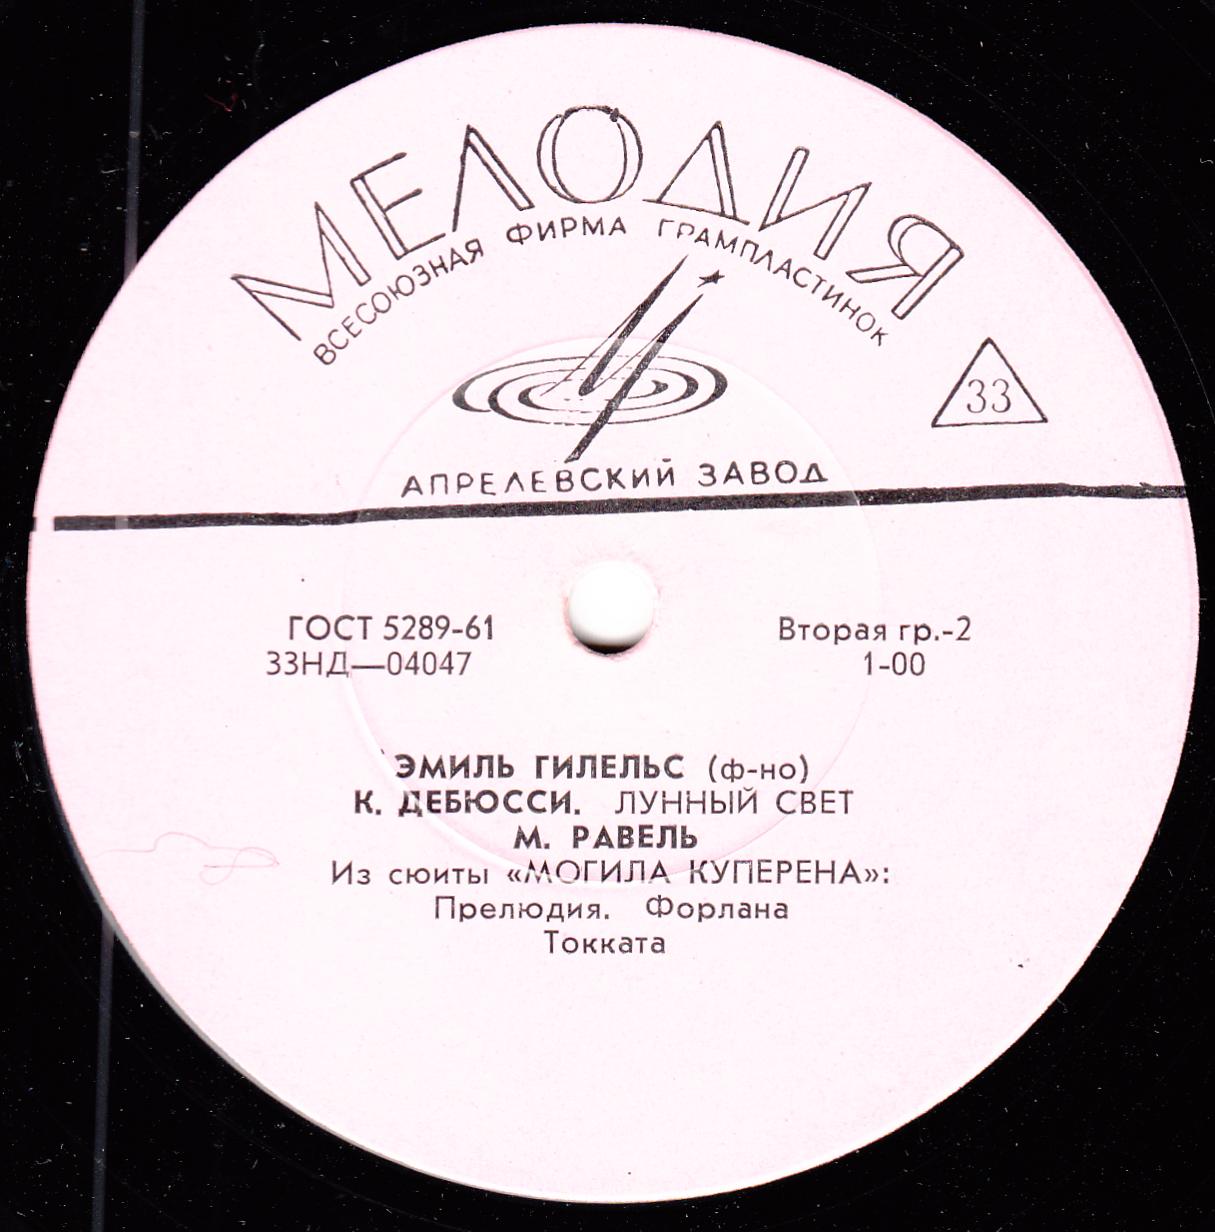 МЕЛОДИЯ
ВСЕСОЮЗНАЯ ФИРМА ГРАМПЛАСТИНОК
33
АПРЕЛЕВСКИЙ ЗАВОД
ГОСТ 5289-61
Вторая гр.-2
33НД—04047
1-00
ЭМИЛЬ ГИЛЕЛЬС (ф-но)
К. ДЕБЮССИ. ЛУННЫЙ СВЕТ
М. РАВЕЛЬ
Из сюиты «МОГИЛА КУПЕРЕНА»:
Прелюдия. Форлана
Токката